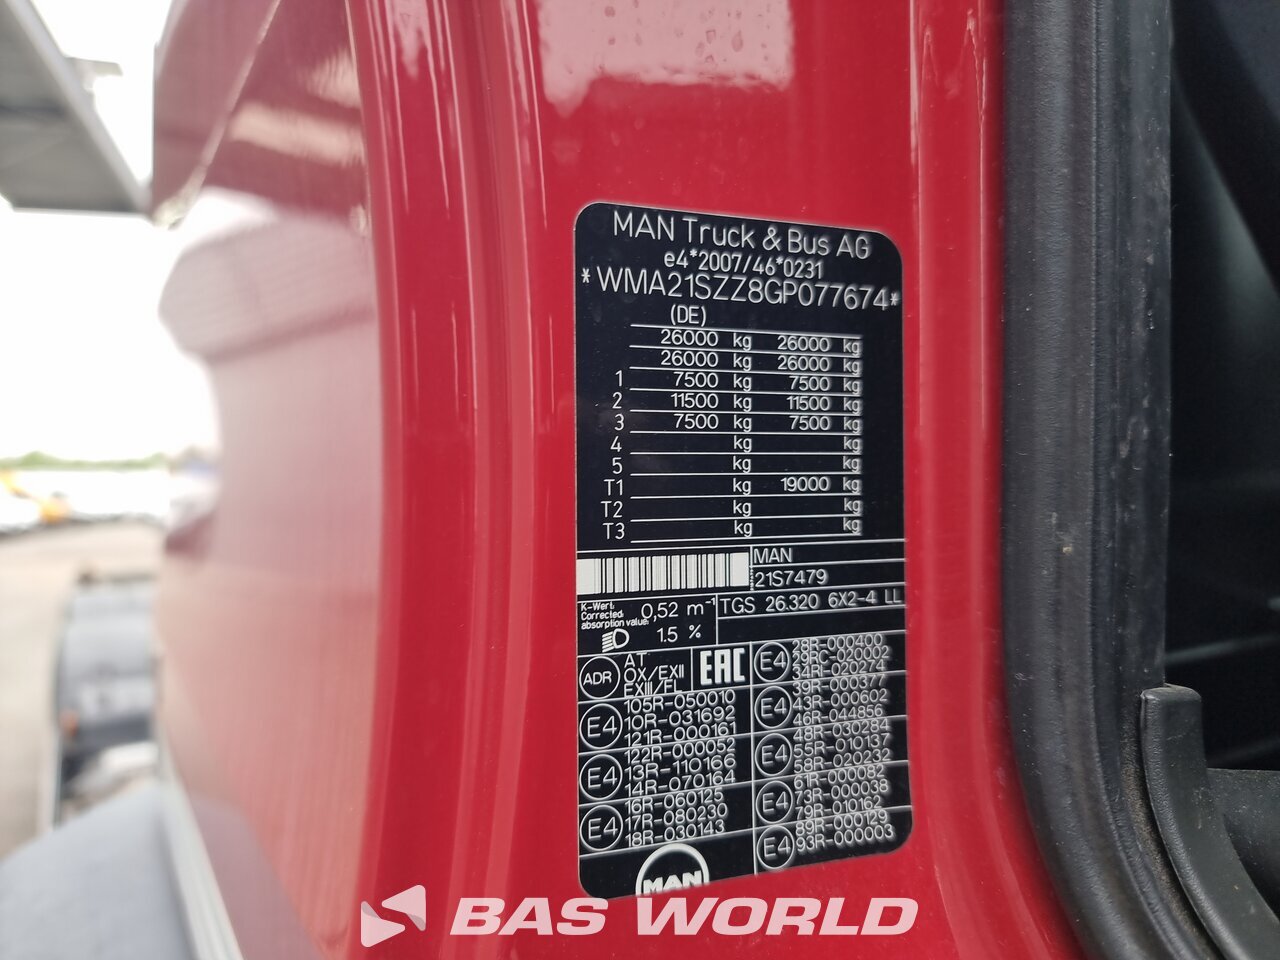 MAN Truck & Bus AG
e4*2007/46*0231
*WMA21SZZ8GP077674*
(DE)
26000 kg 26000 kg
26000 kg 26000 kg
1 7500 kg 7500 kg
2 11500 kg 11500 kg
3 7500 kg 7500 kg
4 kg kg
5 kg kg
T1 kg 19000 kg
T2 kg kg
T3 kg kg
MAN
21S7479
K-Wert:
Corrected
absorption value:
0,52 m⁻¹
1.5 %
TGS 26.320 6X2-4 LL
ADR
AT
OX/EXII
EXIII/FL
EAC
E4
105R-050010
10R-031692
121R-000161
E4
122R-000052
13R-110166
14R-070164
E4
16R-060125
17R-080230
18R-030143
E4
28R-000400
29RC-020002
34RI-020274
E4
39R-000377
43R-000602
46R-044856
E4
48R-030284
55R-010137
58R-020232
E4
61R-000082
73R-000038
79R-010162
E4
89R-000129
93R-000003
MAN
BAS WORLD